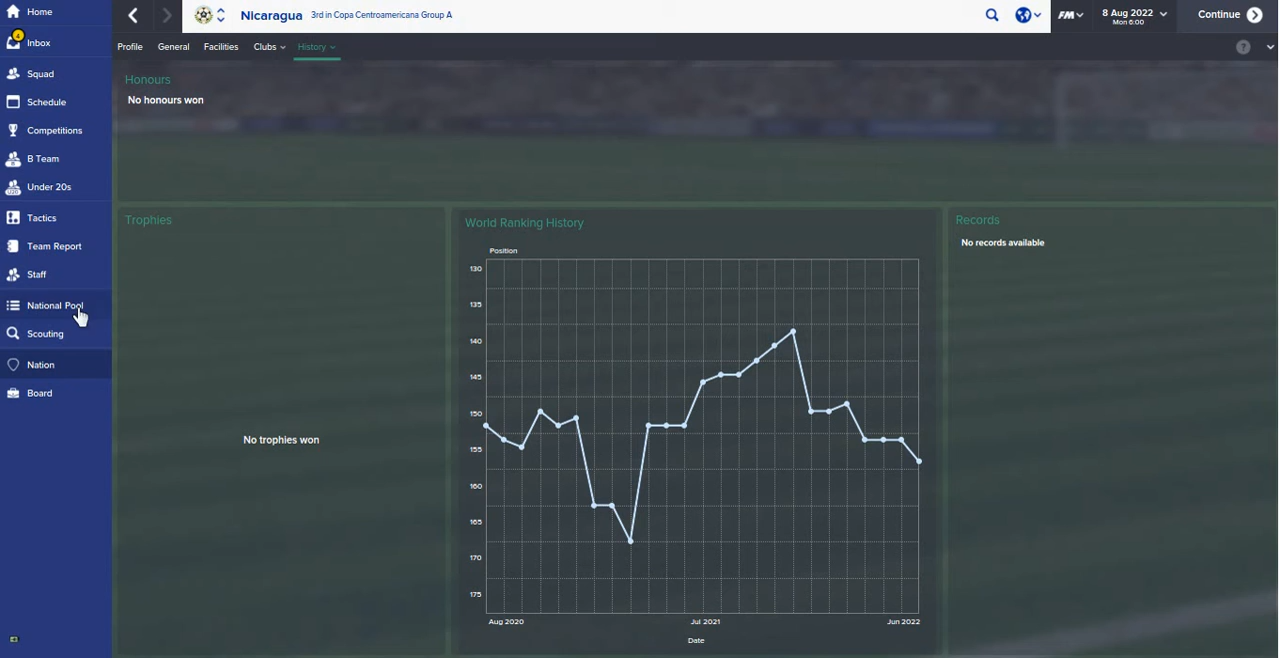 Home
Nicaragua 3rd in Copa Centroamericana Group A
FM
8 Aug 2022
Mon 6:00
Continue
4
Inbox
Squad
Schedule
Competitions
B Team
Under 20s
Tactics
Team Report
Staff
National Pool
Scouting
Nation
Board
Profile General Facilities Clubs History
?
Honours
No honours won
Trophies
No trophies won
World Ranking History
Position
130
135
140
145
150
155
160
165
170
175
Aug 2020 Jul 2021 Jun 2022
Date
Records
No records available